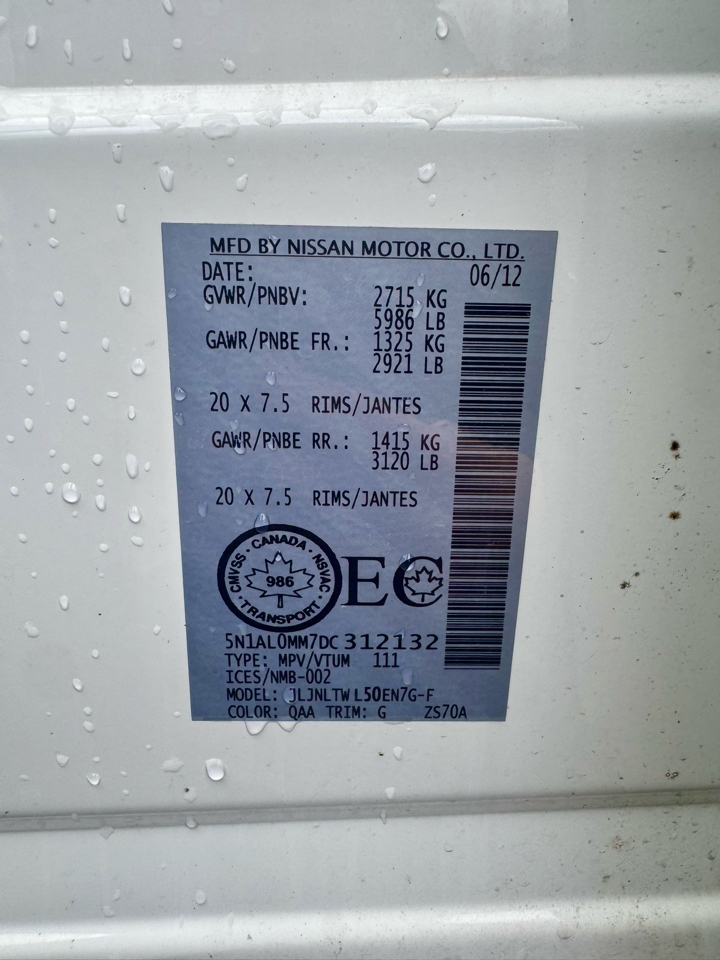 MFD BY NISSAN MOTOR CO., LTD.
DATE: 06/12
GVWR/PNBV: 2715 KG
5986 LB
GAWR/PNBE FR.: 1325 KG
2921 LB
20 X 7.5 RIMS/JANTES
GAWR/PNBE RR.: 1415 KG
3120 LB
20 X 7.5 RIMS/JANTES
CANADA · NSVAC · TRANSPORT · CMVSS ·
986
EC
5N1AL0MM7DC312132
TYPE: MPV/VTUM 111
ICES/NMB-002
MODEL: JLJNLTWL50EN7G-F
COLOR: QAA TRIM: G ZS70A